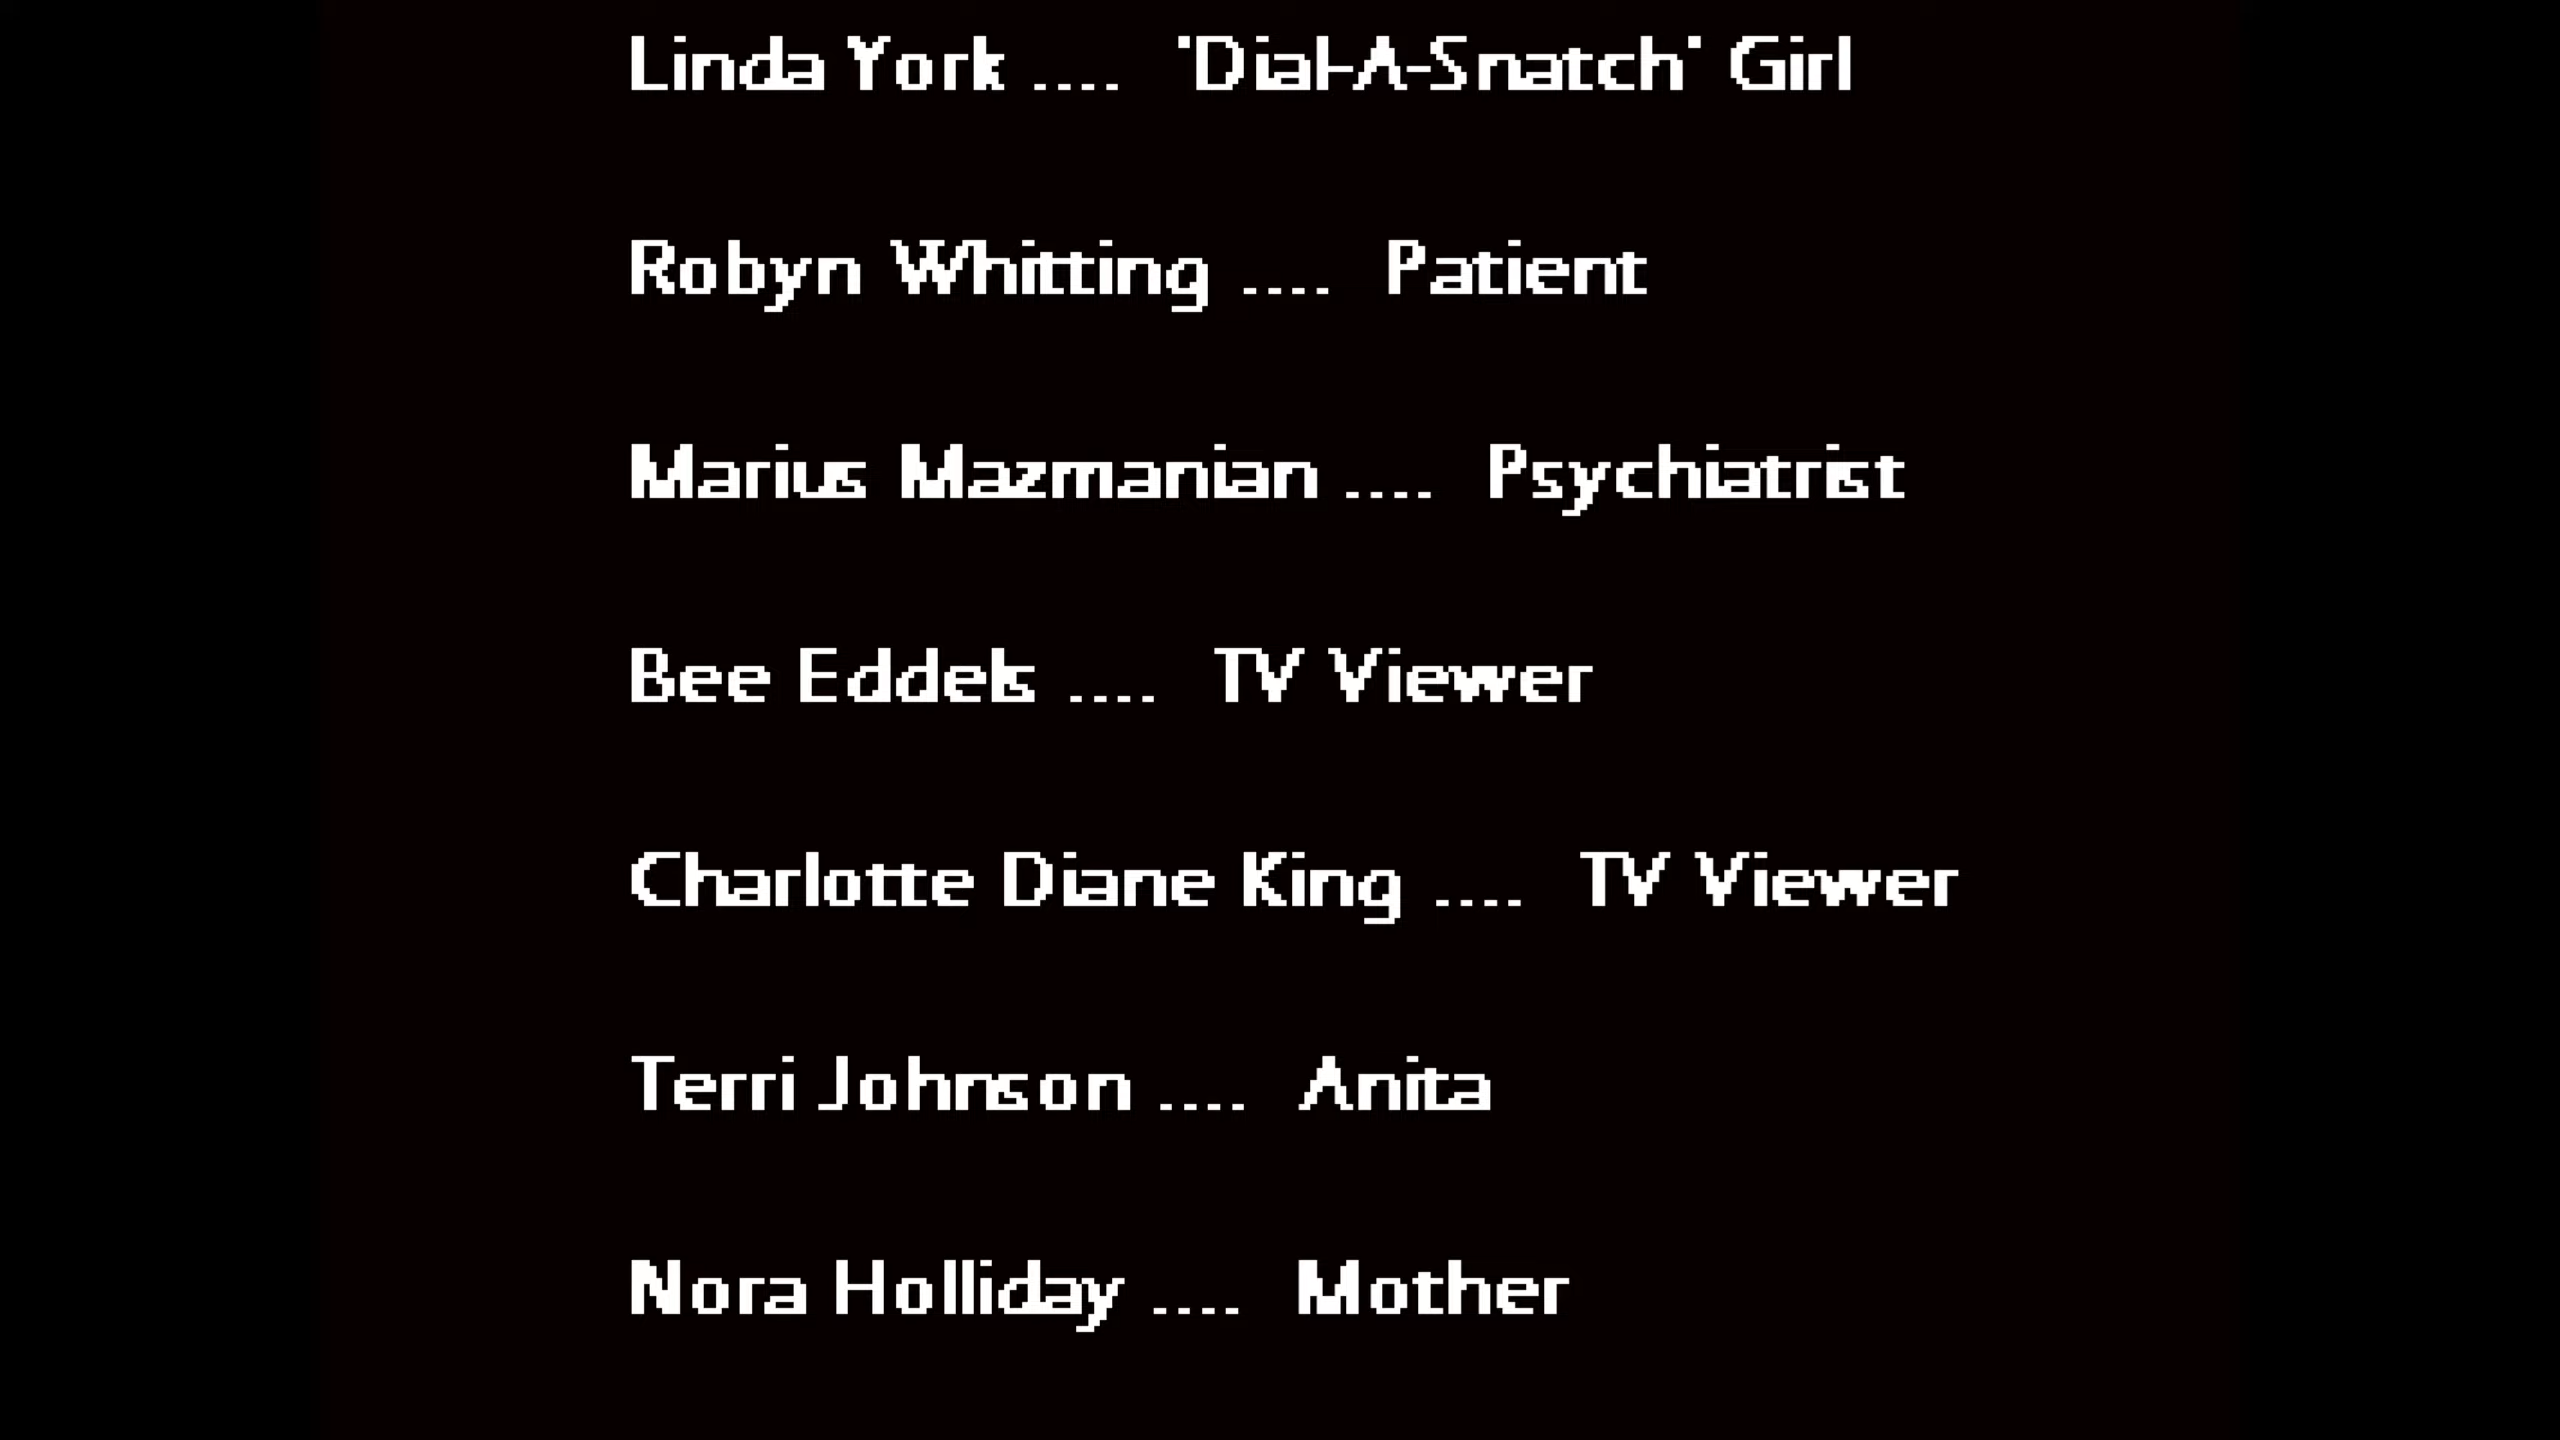 Linda York .... 'Dial-A-Snatch' Girl
Robyn Whitting .... Patient
Marius Mazmanian .... Psychiatrist
Bee Eddels .... TV Viewer
Charlotte Diane King .... TV Viewer
Terri Johnson .... Anita
Nora Holliday .... Mother